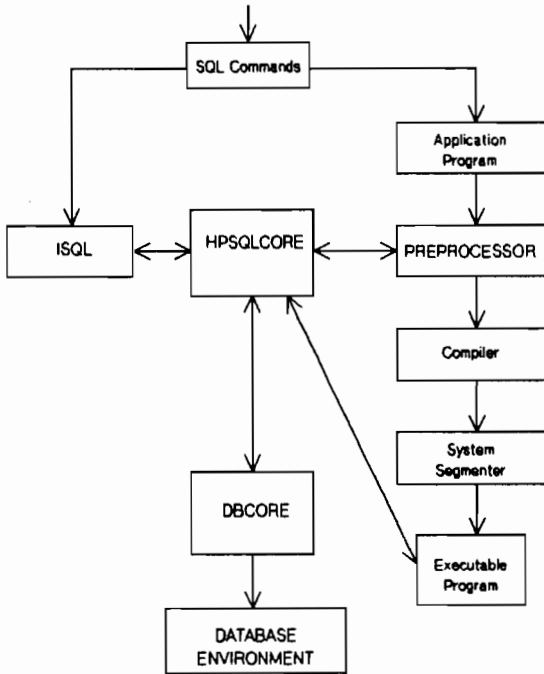 SQL Commands
Application
Program
ISQL
HPSQLCORE
PREPROCESSOR
Compiler
System
Segmenter
DBCORE
Executable
Program
DATABASE
ENVIRONMENT